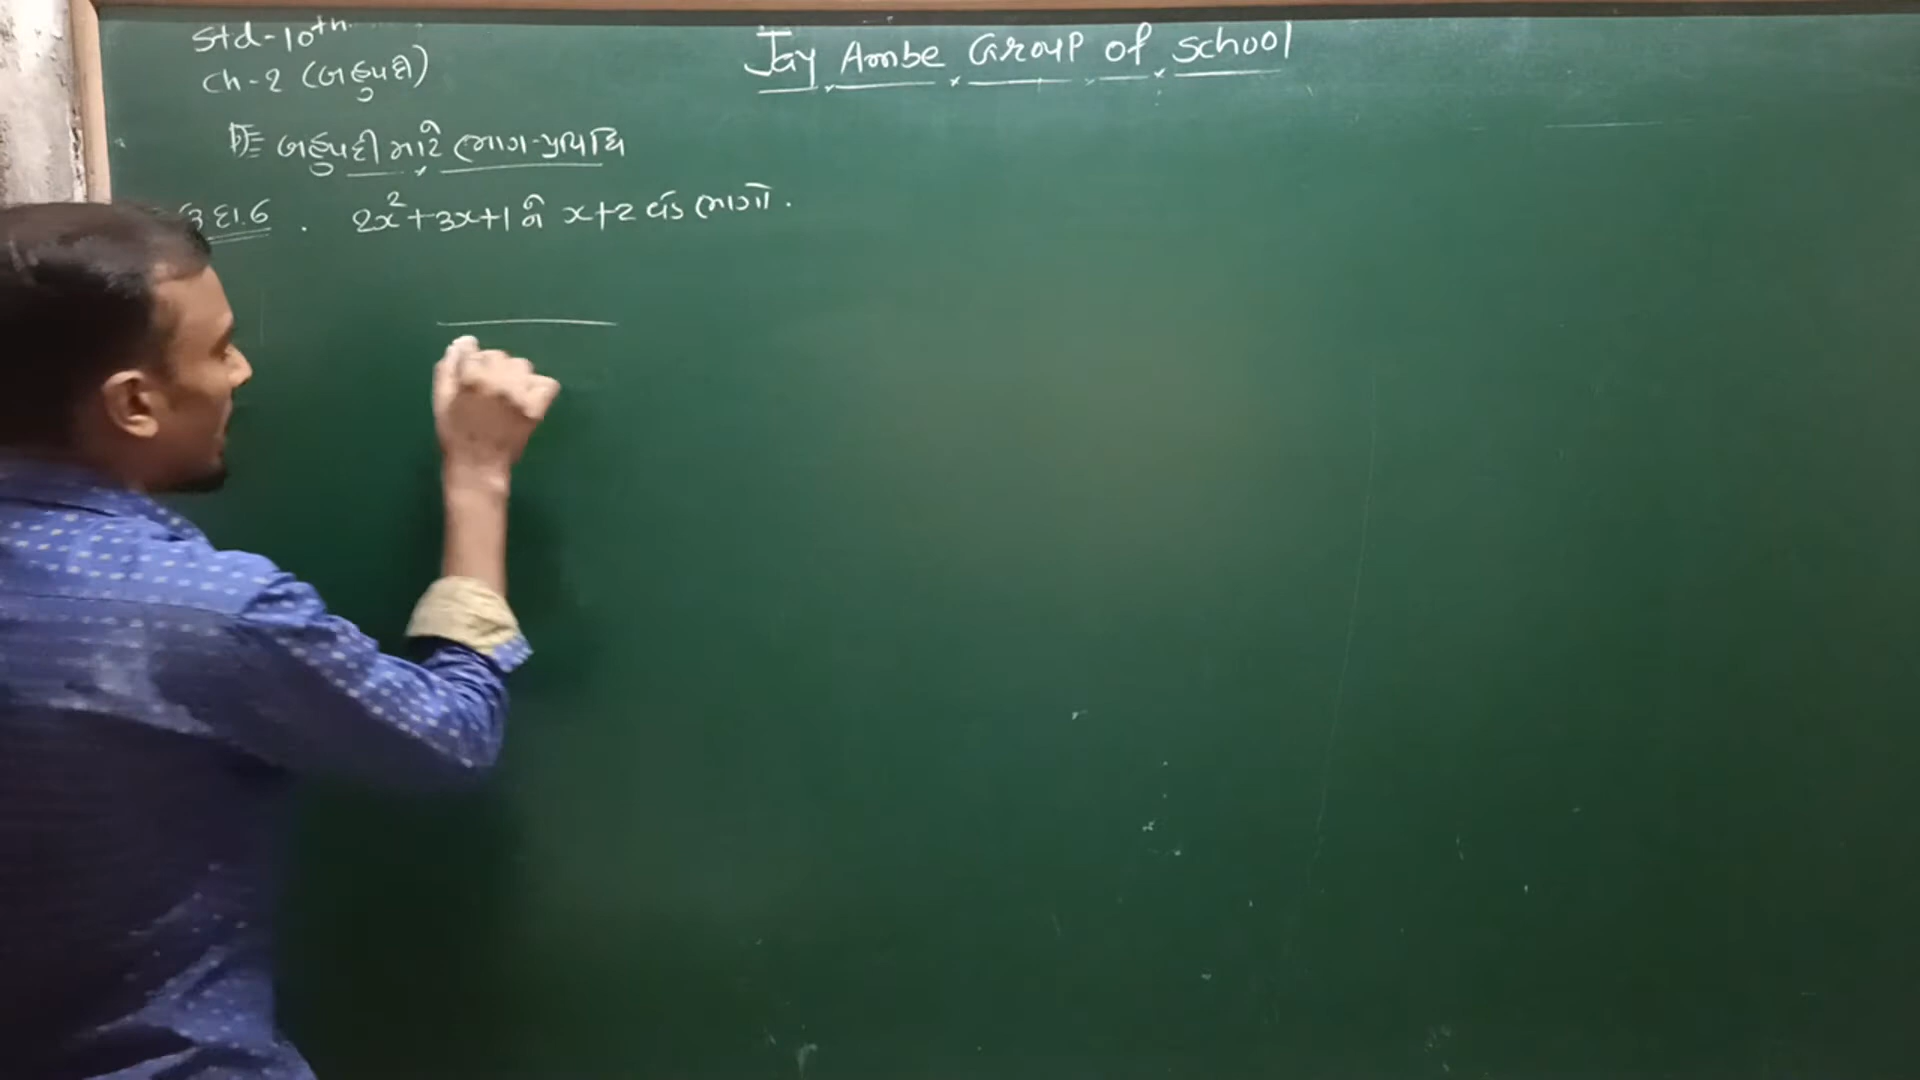 Std-10th
Jay Ambe Group of School
Ch-2 (બહુપદી)
બહુપદી માટે ભાગ-પ્રવિધિ
ઉદા.6. 2x²+3x+1 ને x+2 વડે ભાગો.